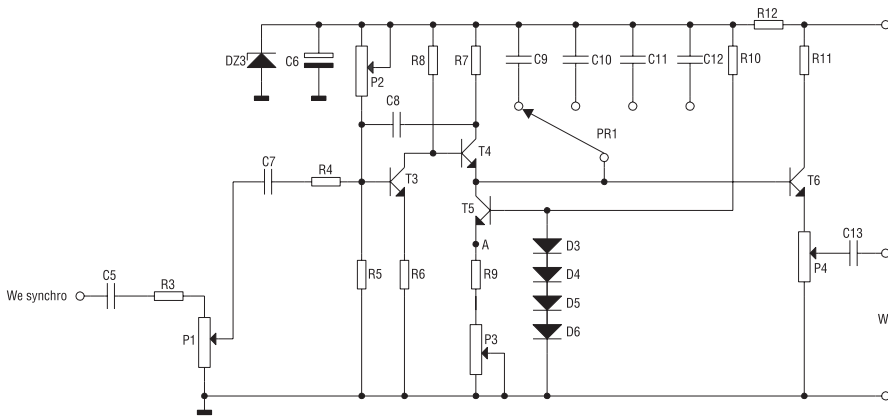 R12
DZ3
C6
P2
R8
R7
C9
C10
C11
C12
R10
R11
C8
PR1
T4
C7
R4
T3
T6
T5
A
D3
C13
P4
C5
R3
R5
R6
R9
D4
We synchro
D5
W
P1
P3
D6